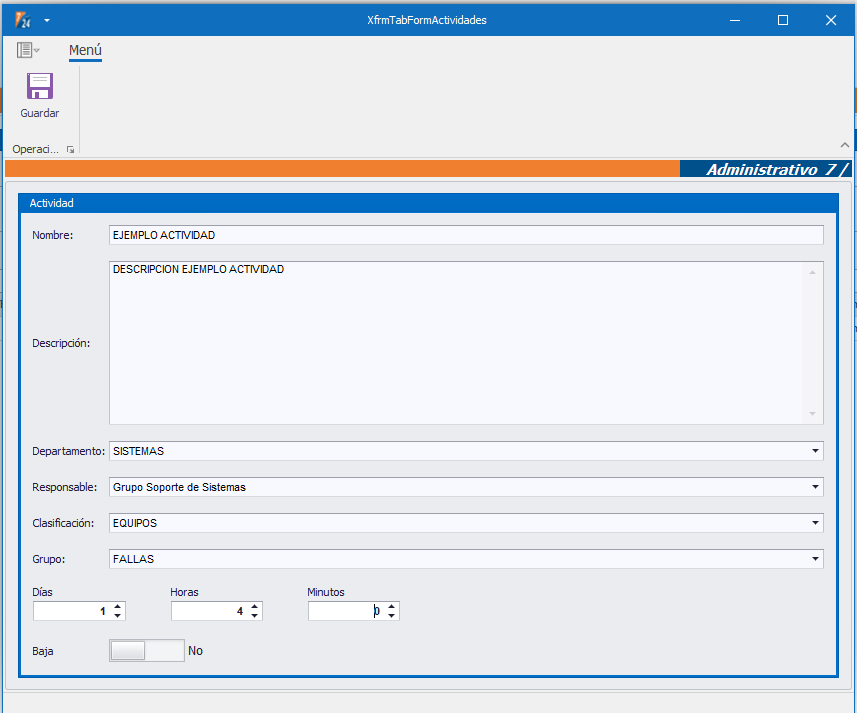 24
XfrmTabFormActividades
Menú
Guardar
Operaci...
Administrativo 7 /
Actividad
Nombre: EJEMPLO ACTIVIDAD
Descripción: DESCRIPCION EJEMPLO ACTIVIDAD
Departamento: SISTEMAS
Responsable: Grupo Soporte de Sistemas
Clasificación: EQUIPOS
Grupo: FALLAS
Días Horas Minutos
1 4 0
Baja No